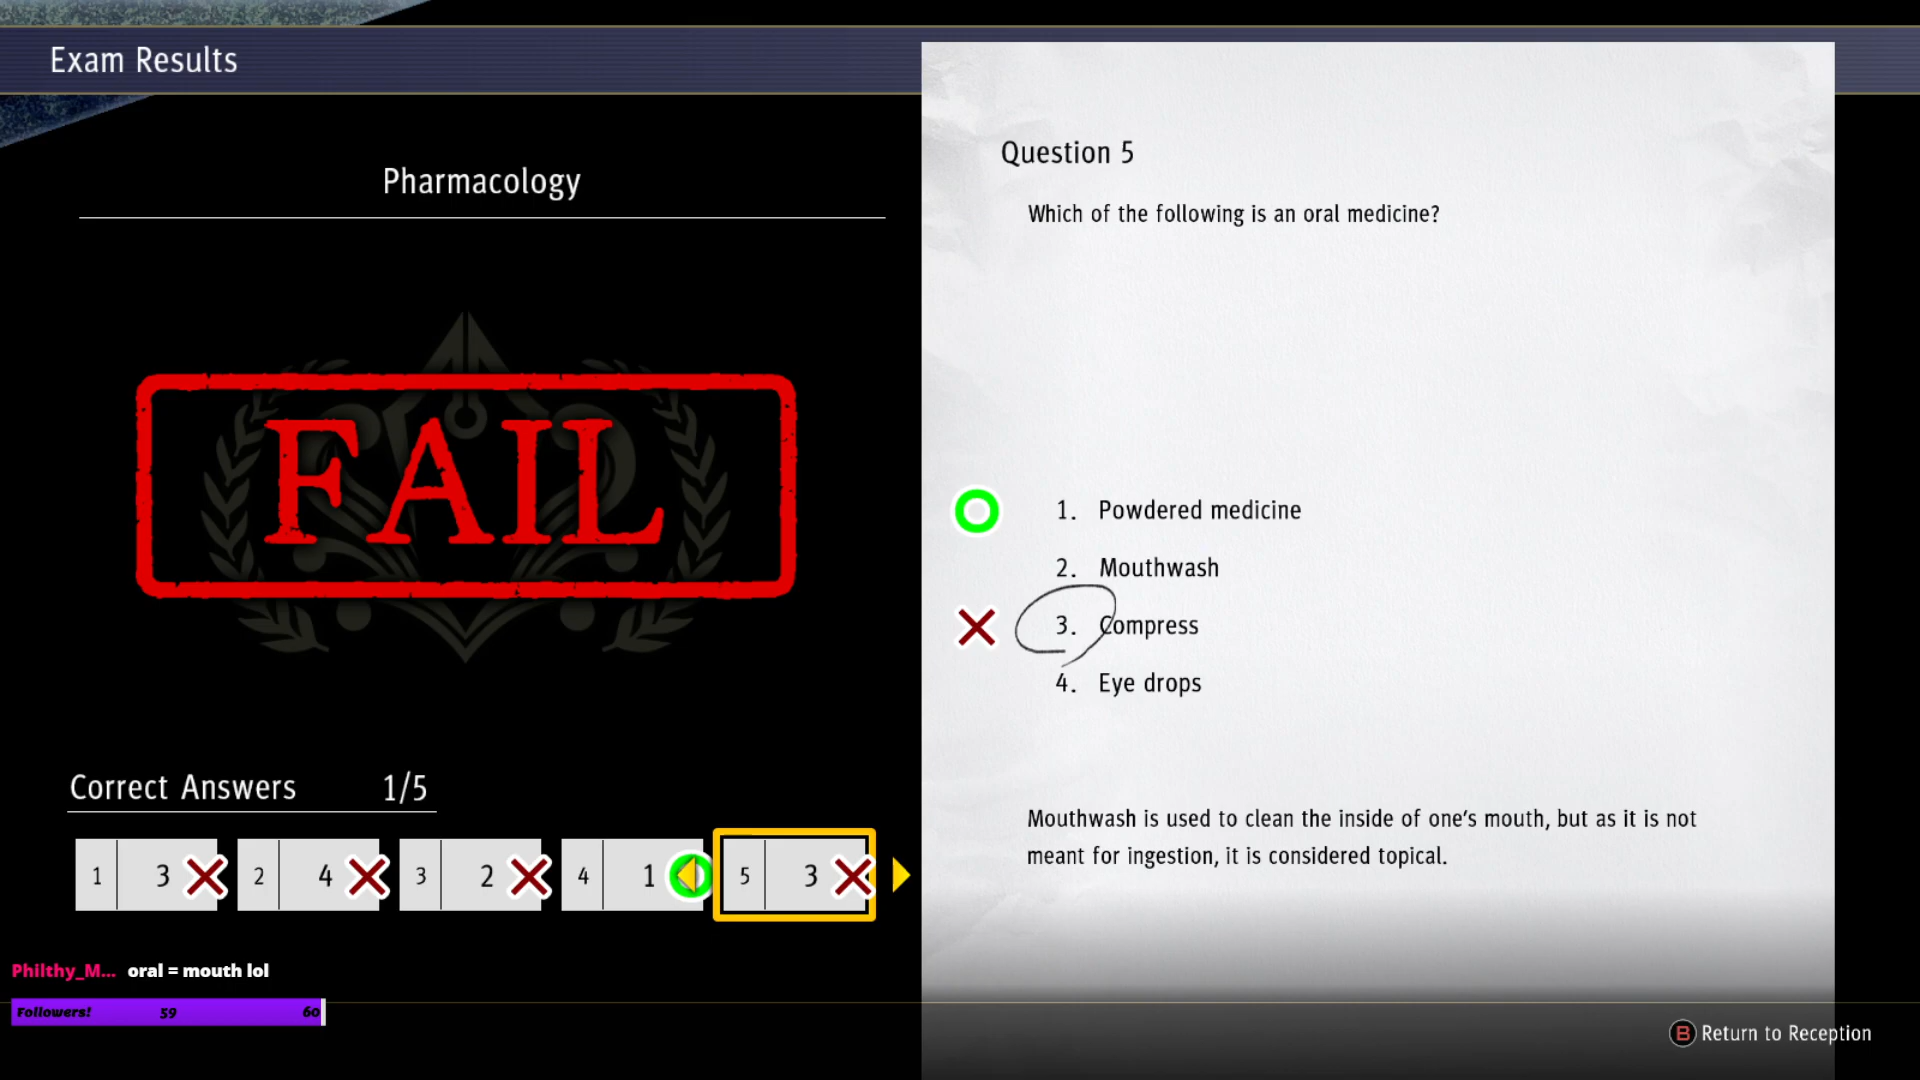 Exam Results
Pharmacology
FAIL
Correct Answers 1/5
1 3
2 4
3 2
4 1
5 3
Philthy_M... oral = mouth lol
Followers! 59 60
Question 5
Which of the following is an oral medicine?
1. Powdered medicine
2. Mouthwash
3. Compress
4. Eye drops
Mouthwash is used to clean the inside of one's mouth, but as it is not
meant for ingestion, it is considered topical.
B Return to Reception